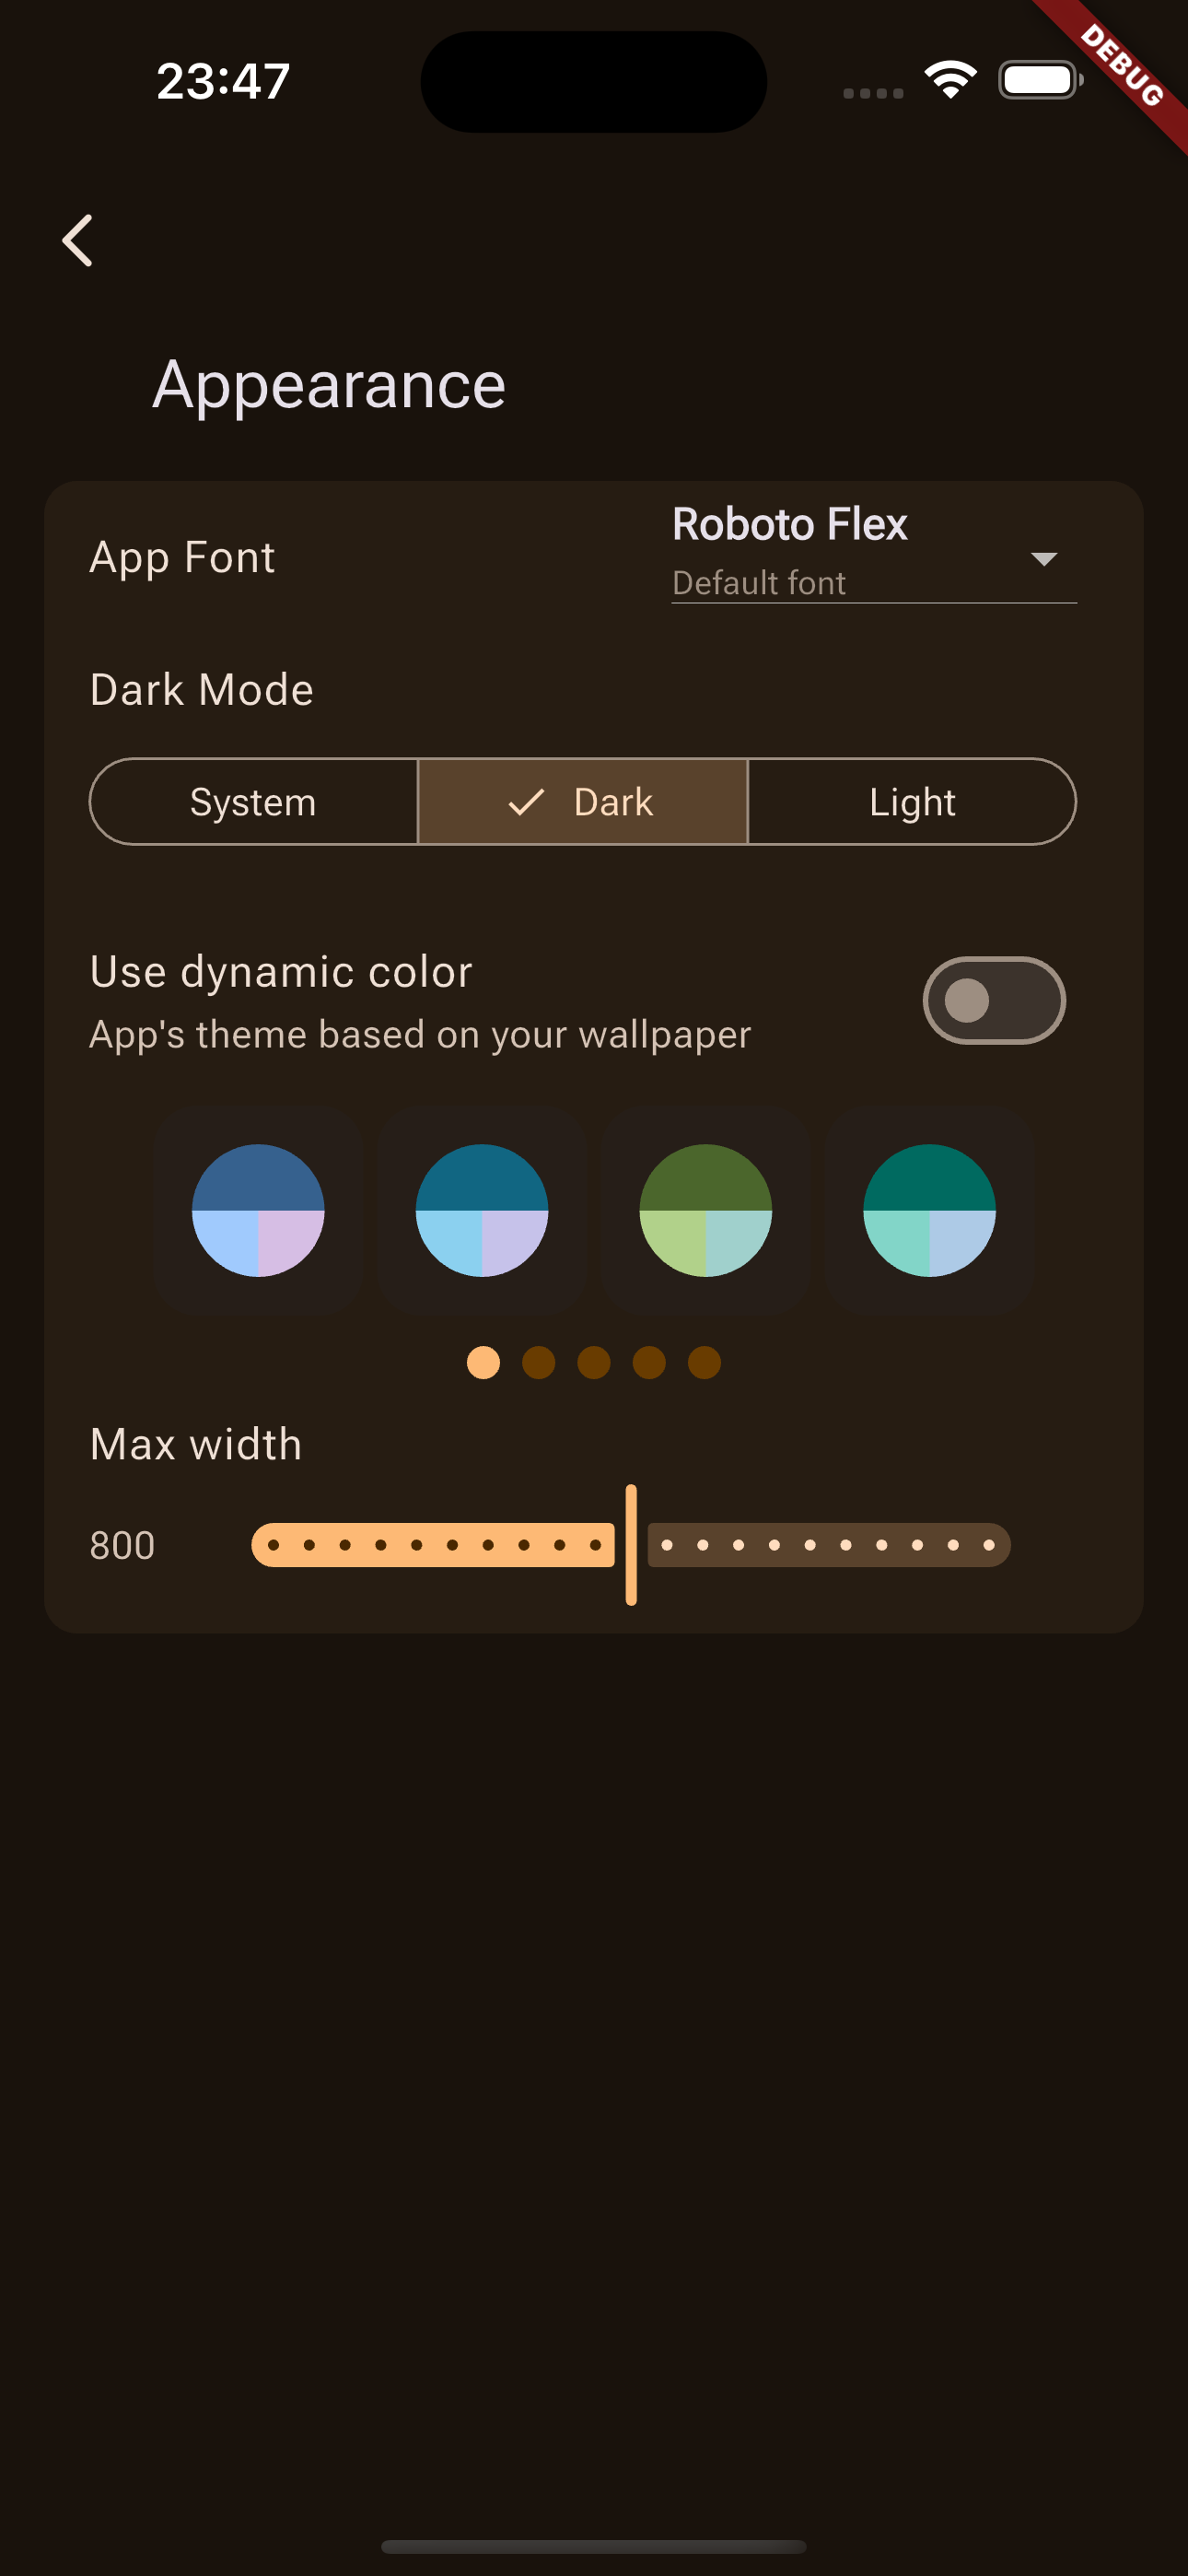 23:47
DEBUG
Appearance
App Font
Roboto Flex
Default font
Dark Mode
System
Dark
Light
Use dynamic color
App's theme based on your wallpaper
Max width
800